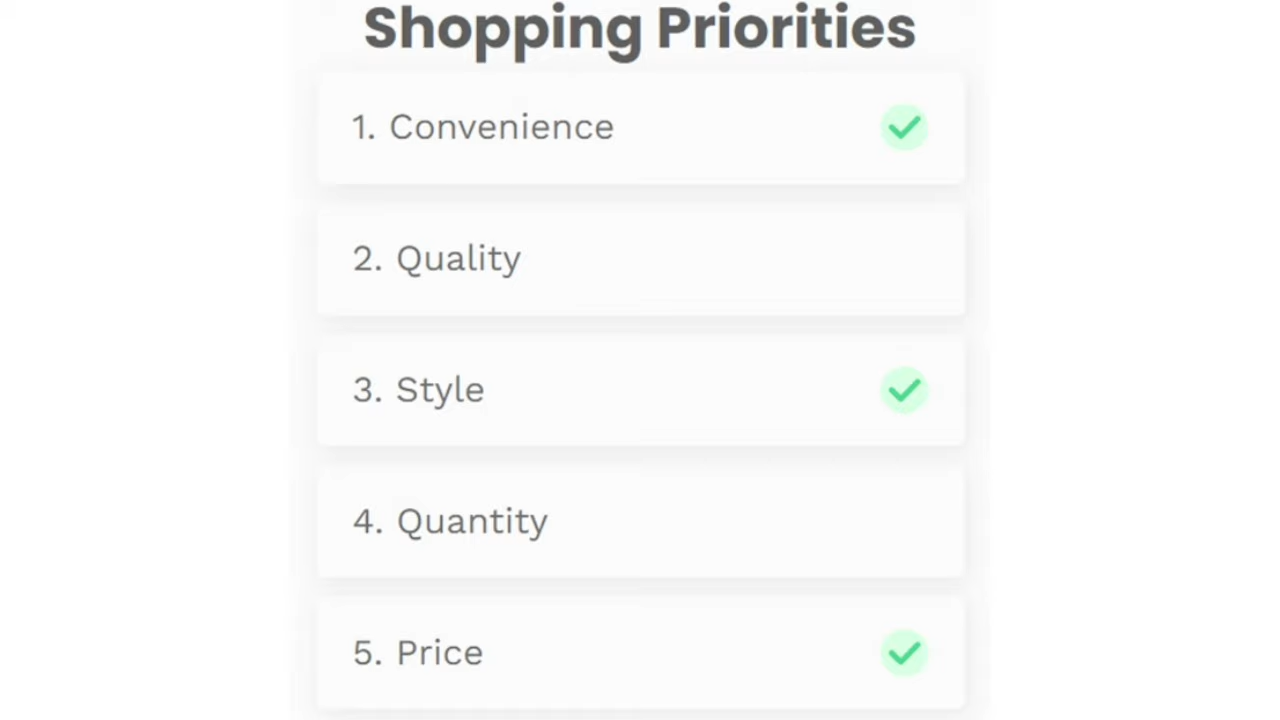 Shopping Priorities
1. Convenience
2. Quality
3. Style
4. Quantity
5. Price